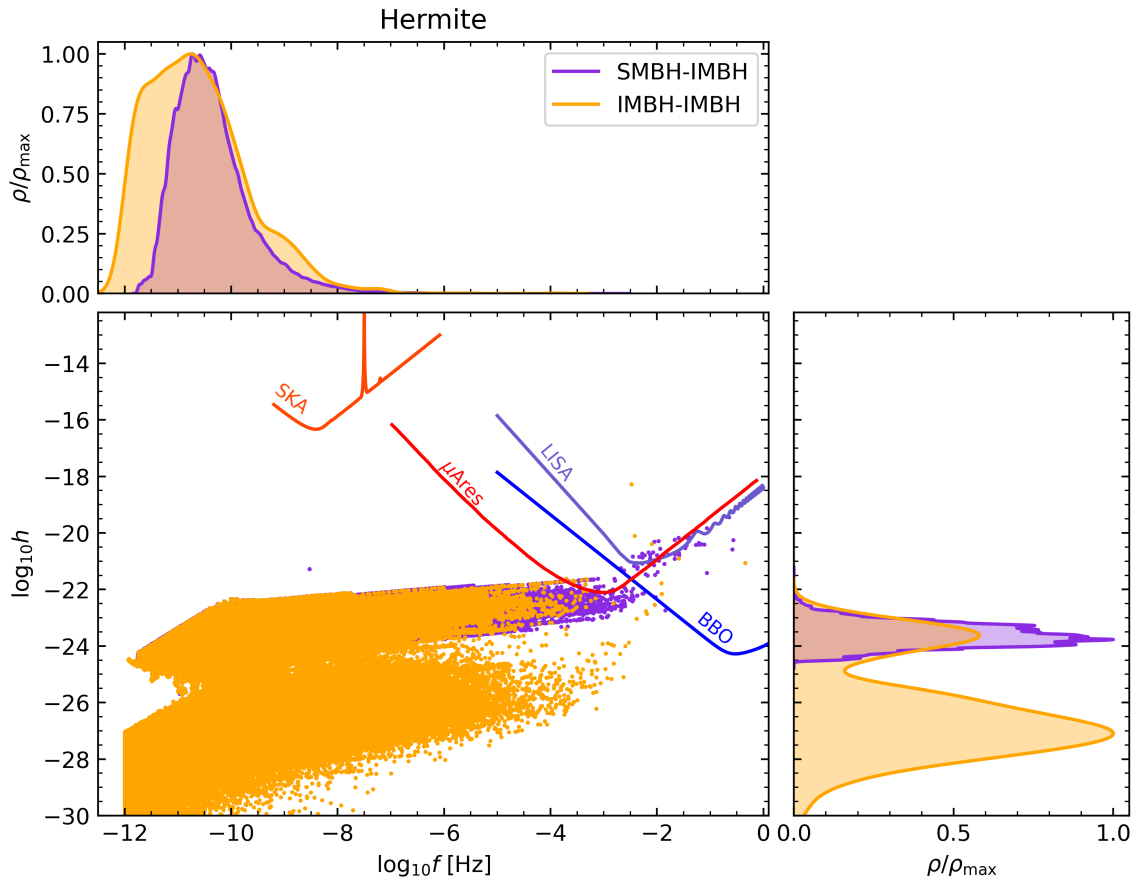 Hermite
1.00
0.75
0.50
0.25
0.00
ρ/ρmax
SMBH-IMBH
IMBH-IMBH
−14
−16
−18
−20
−22
−24
−26
−28
−30
log₁₀h
SKA
μAres
LISA
BBO
−12 −10 −8 −6 −4 −2 0
log₁₀f [Hz]
0.0 0.5 1.0
ρ/ρmax